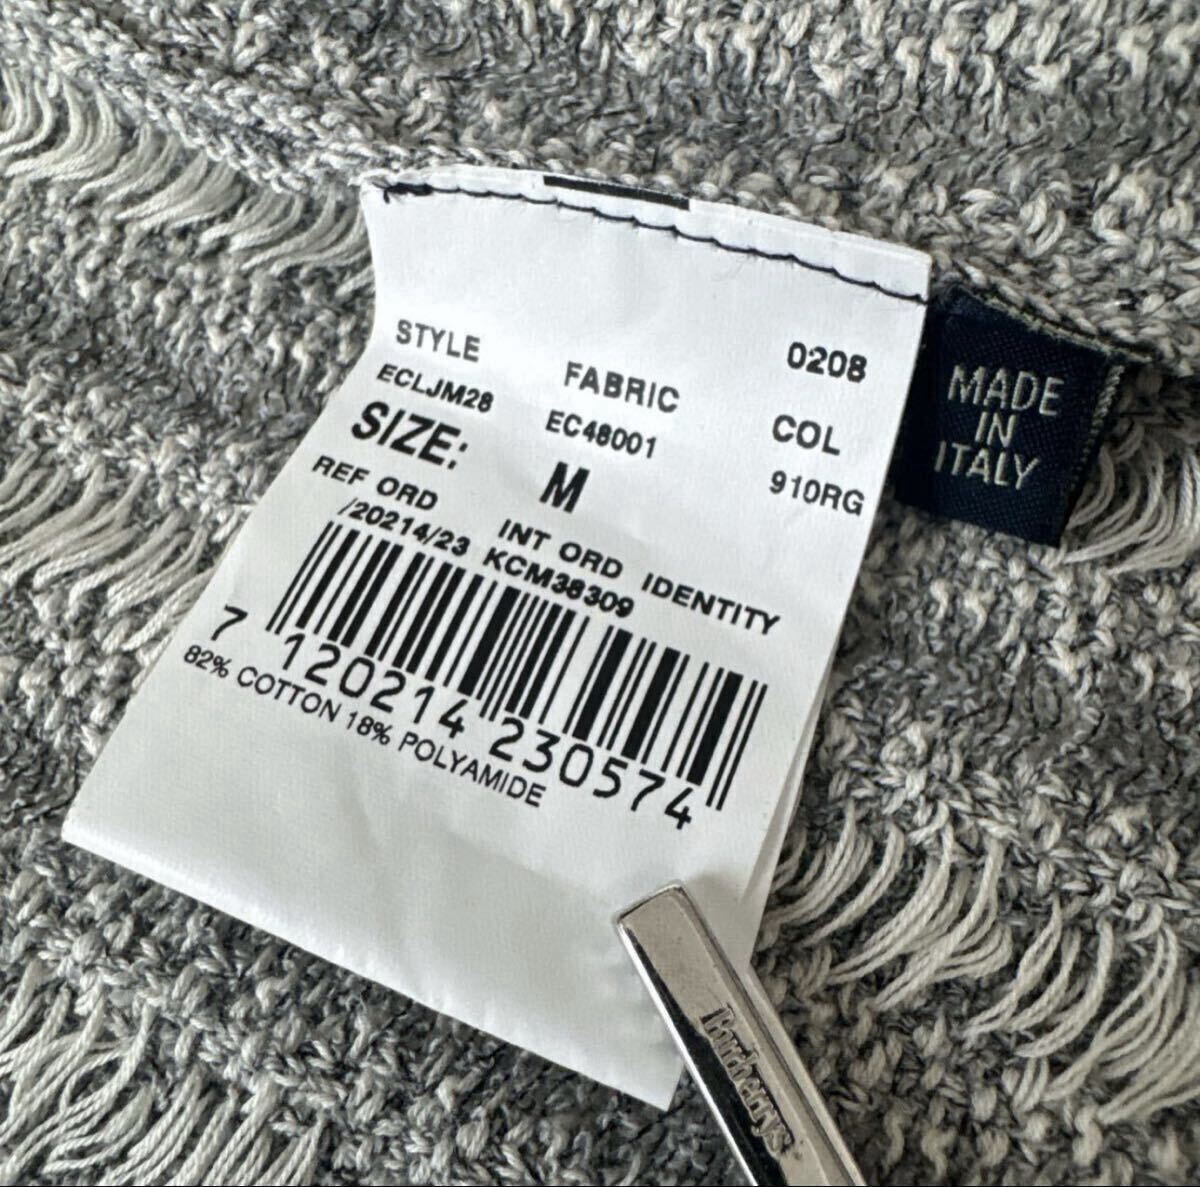 0208
STYLE FABRIC COL
ECLJM28 EC48001 910RG
SIZE: M
REF ORD INT ORD IDENTITY
/20214/23 KCM38309
7 120214 230574
82% COTTON 18% POLYAMIDE
MADE
IN
ITALY